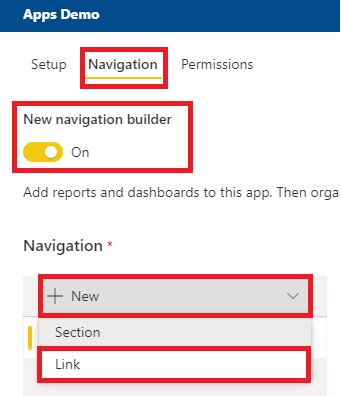 Apps Demo
Setup Navigation Permissions
New navigation builder
On
Add reports and dashboards to this app. Then orga
Navigation *
+ New
Section
Link